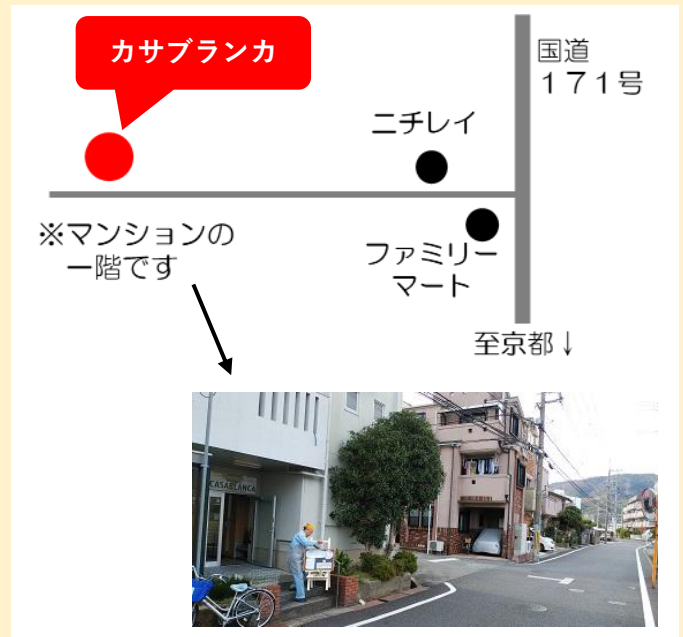 カサブランカ
国道
１７１号
ニチレイ
※マンションの
一階です
ファミリー
マート
至京都↓
CASABLANCA